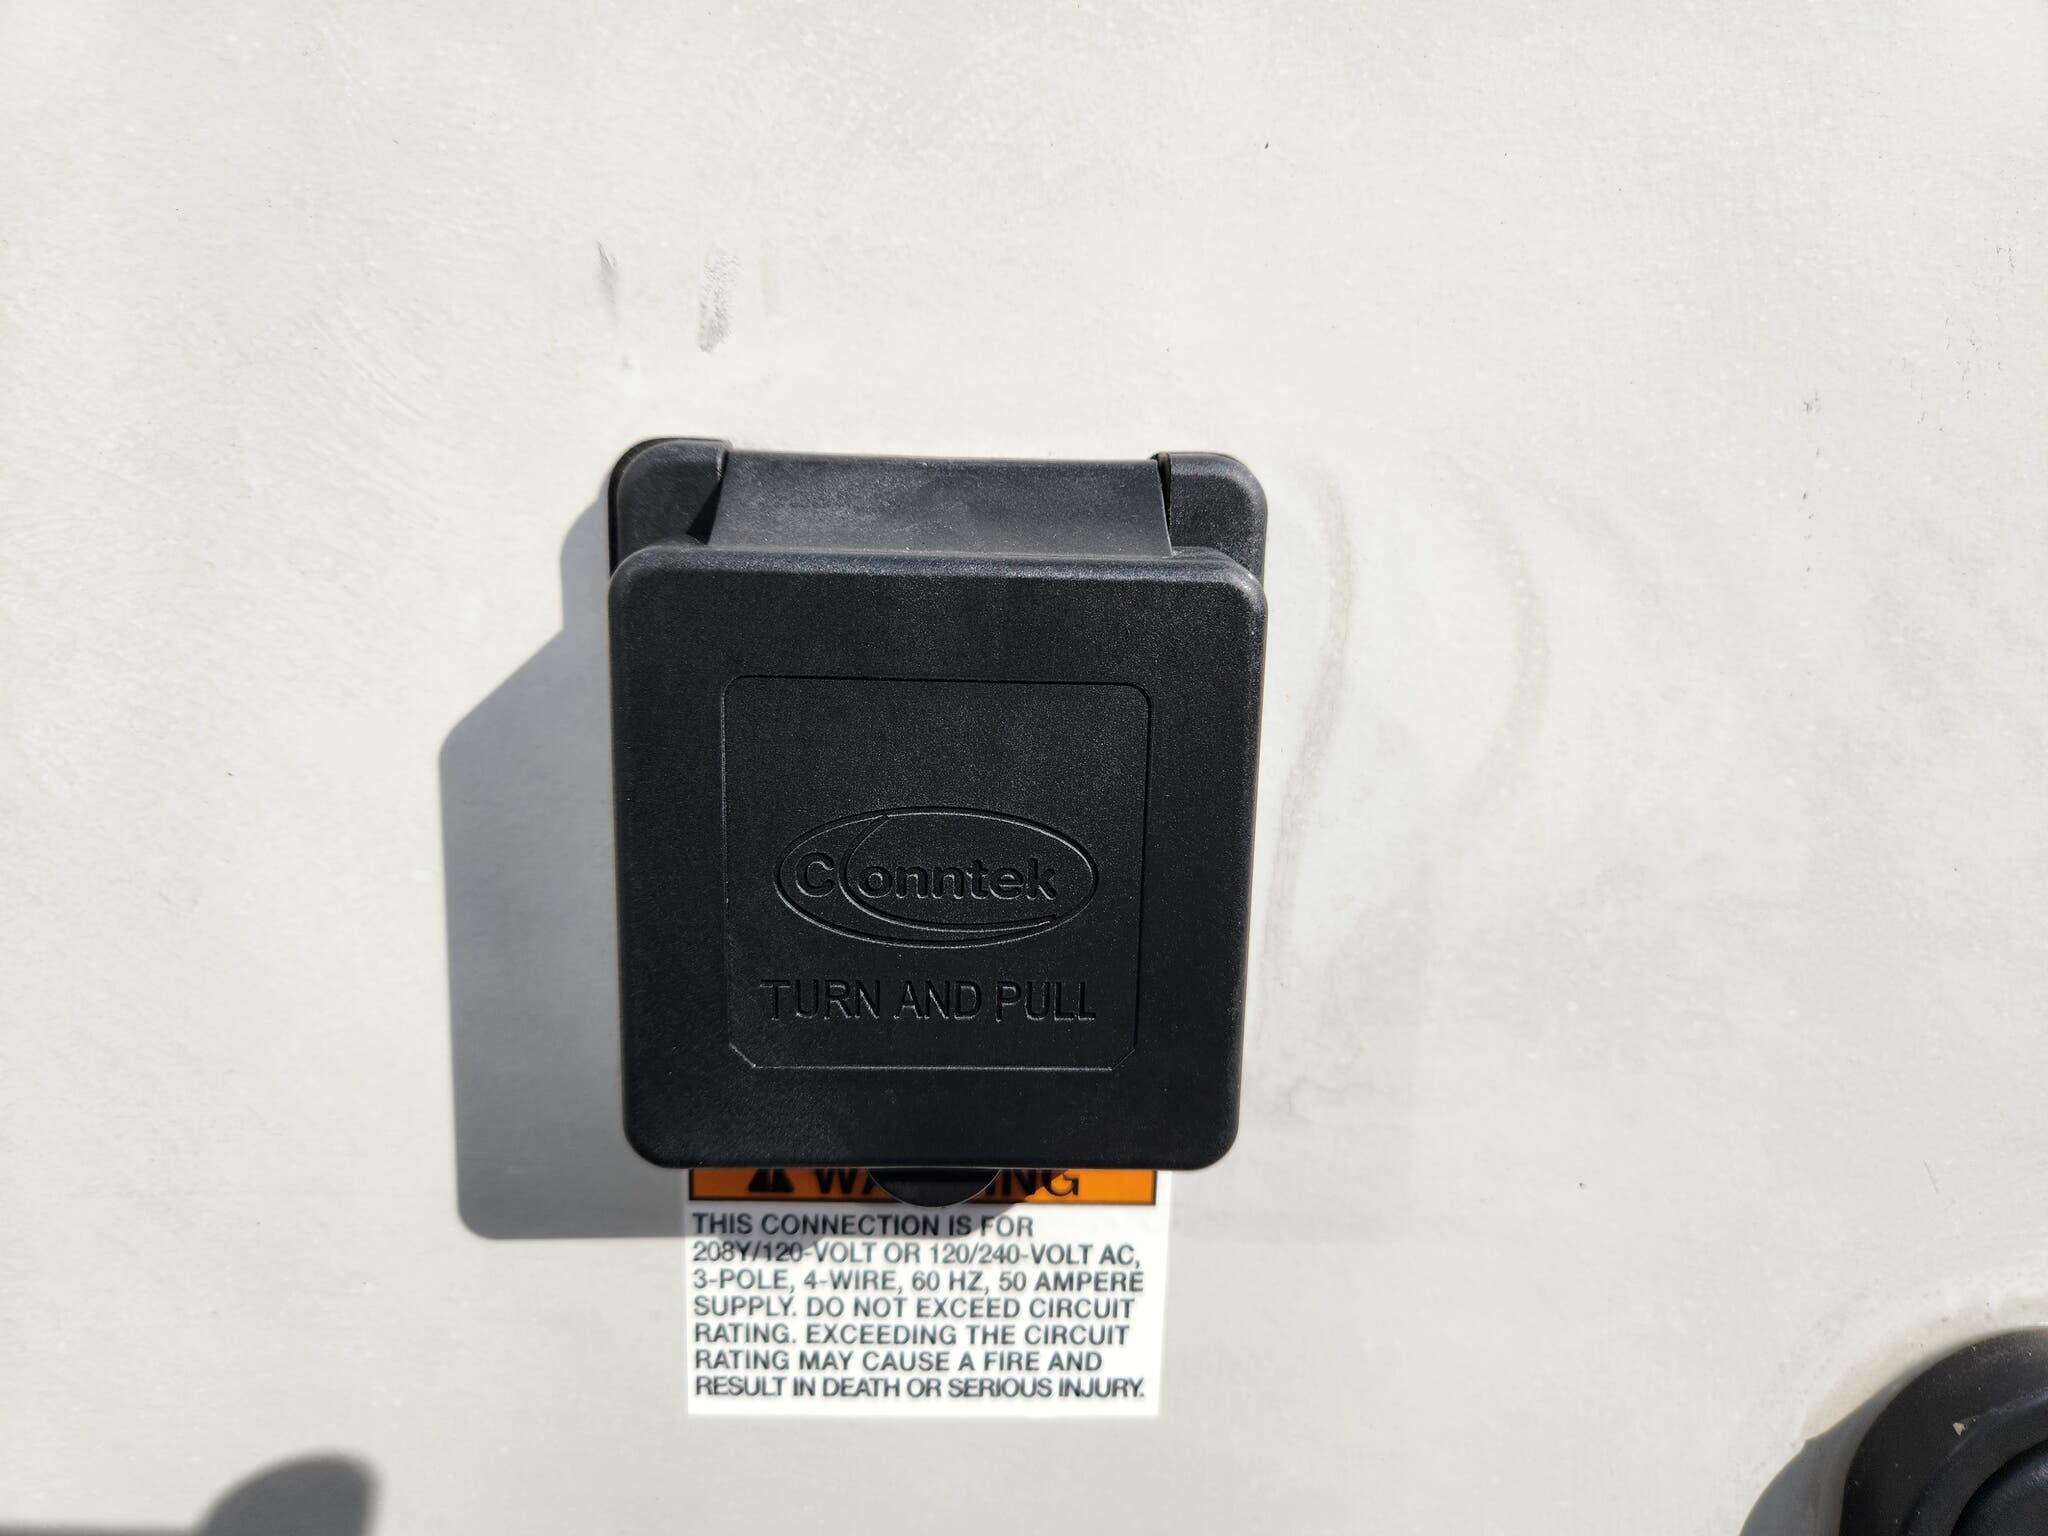 Conntek
TURN AND PULL
THIS CONNECTION IS FOR
208Y/120-VOLT OR 120/240-VOLT AC,
3-POLE, 4-WIRE, 60 HZ, 50 AMPERE
SUPPLY. DO NOT EXCEED CIRCUIT
RATING. EXCEEDING THE CIRCUIT
RATING MAY CAUSE A FIRE AND
RESULT IN DEATH OR SERIOUS INJURY.